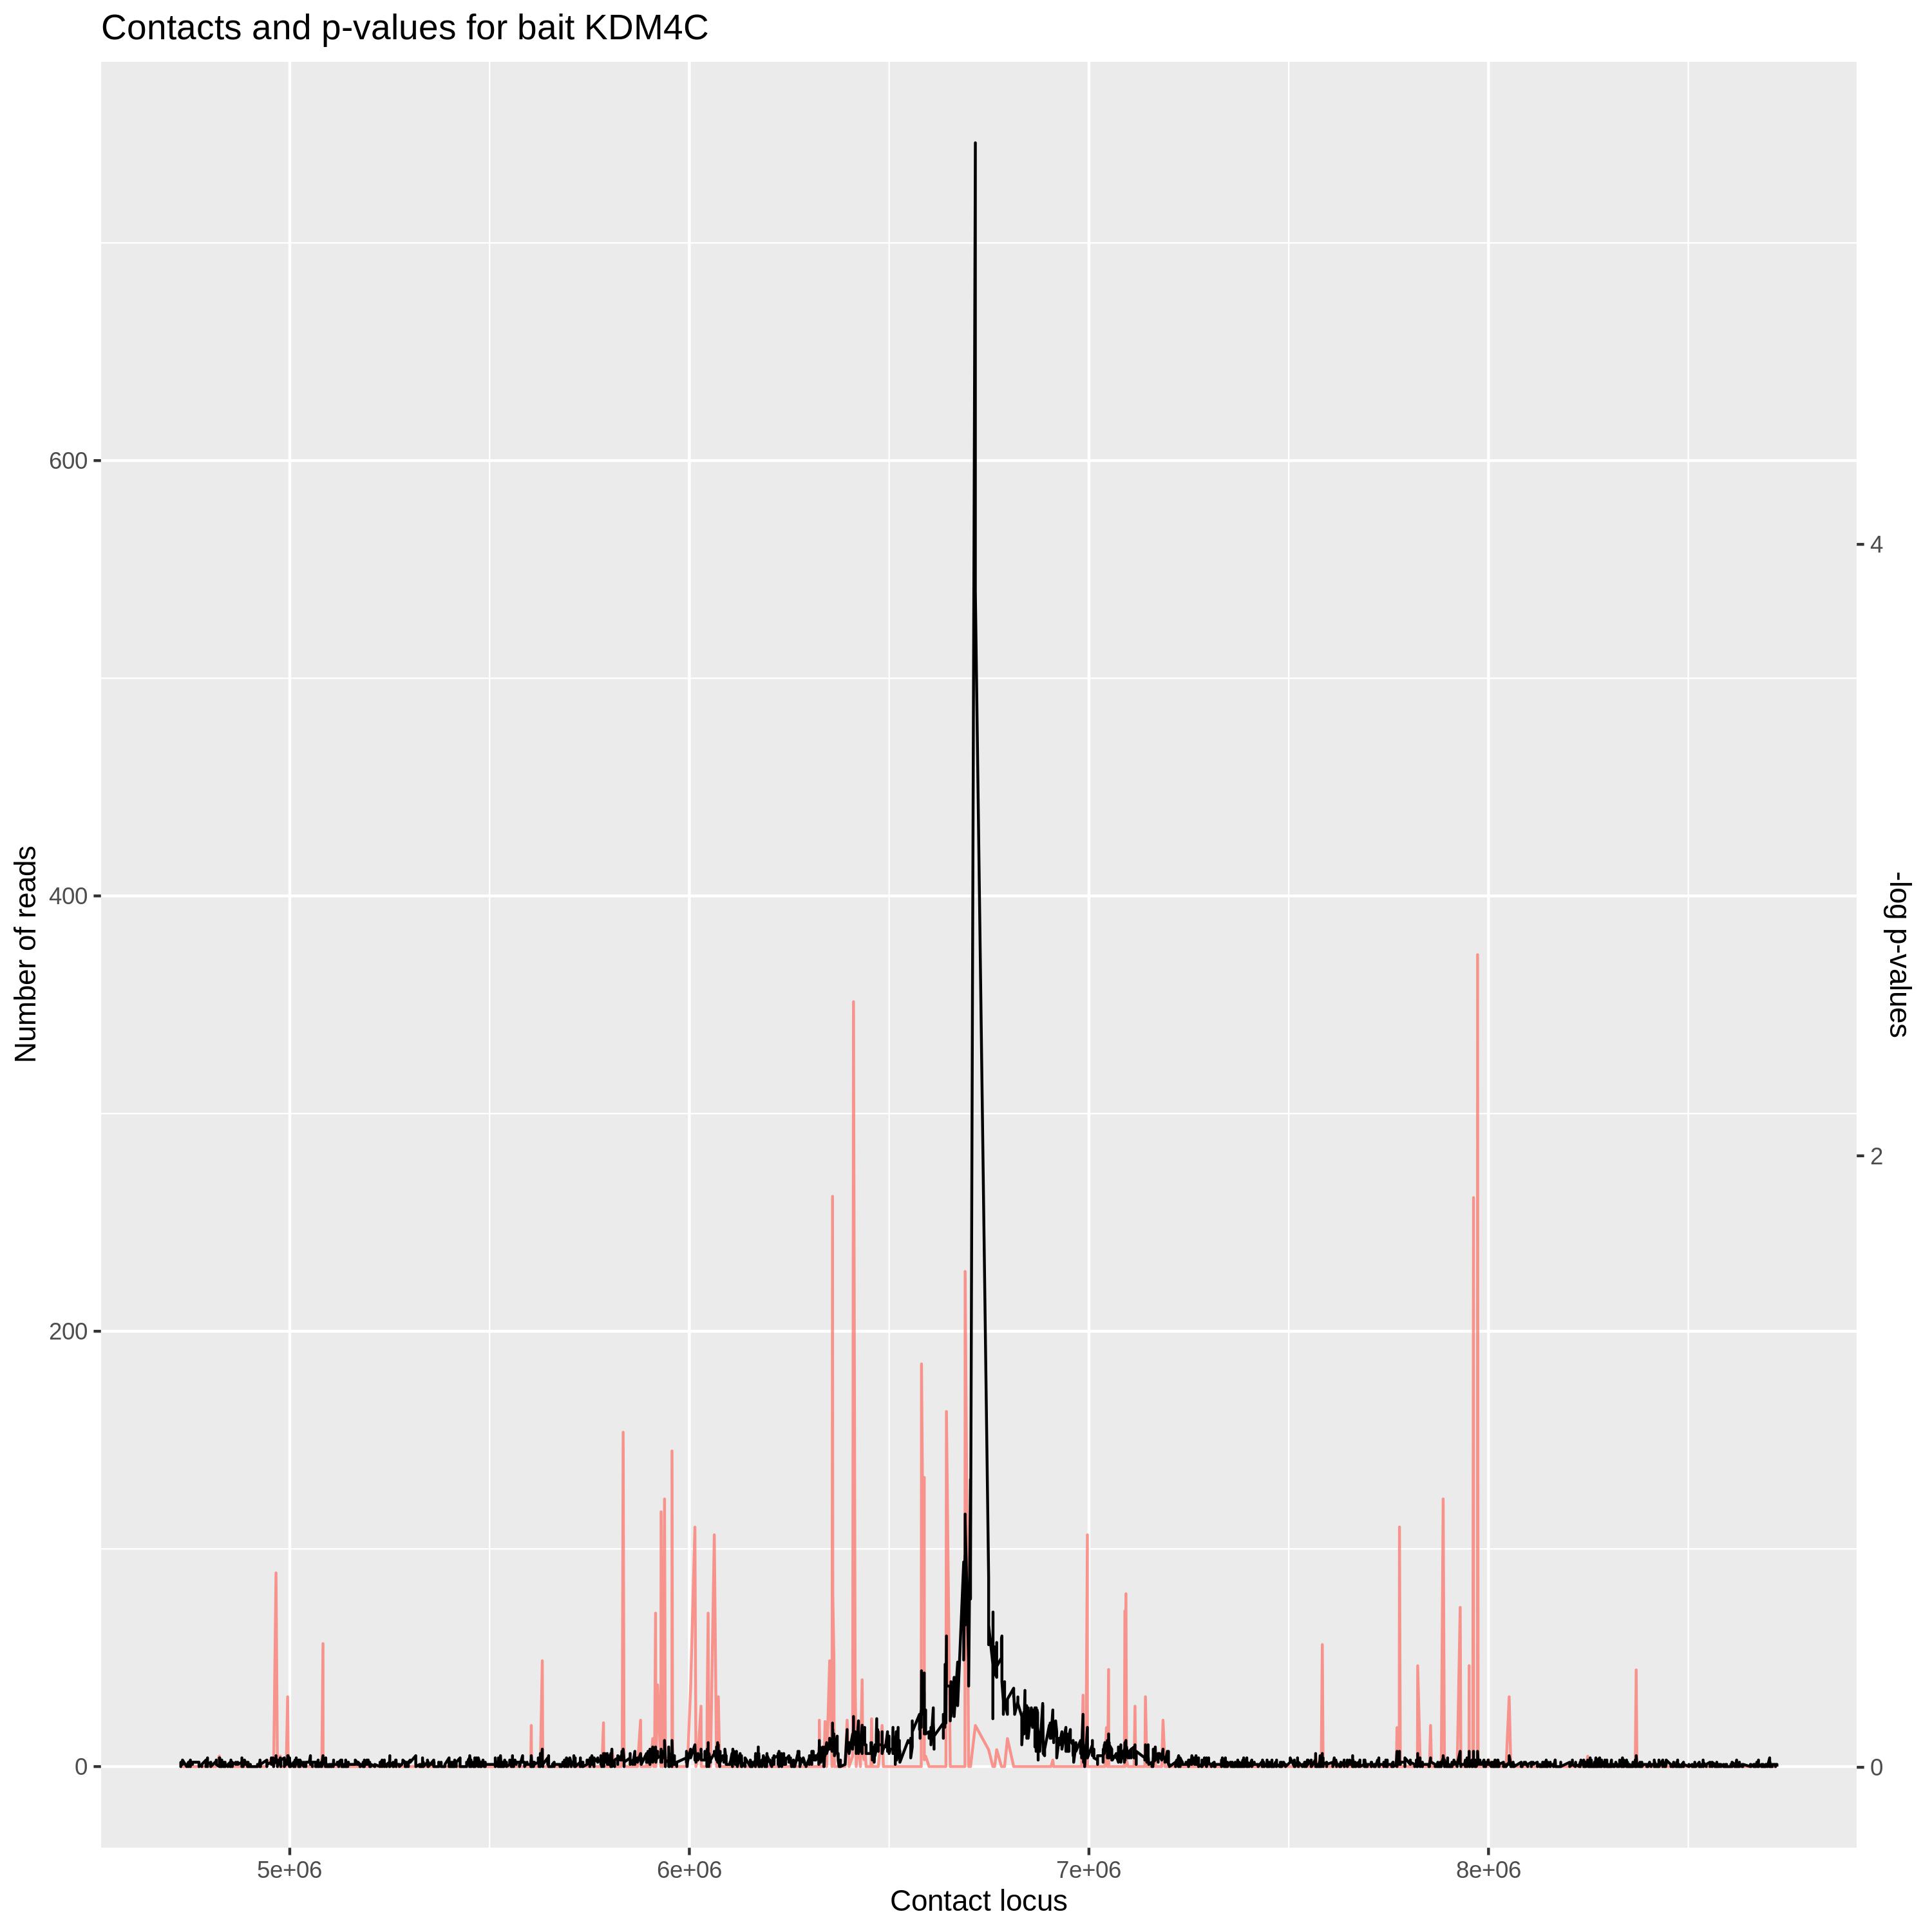 Contacts and p-values for bait KDM4C
600
400
200
0
Number of reads
4
2
0
-log p-values
5e+06
6e+06
7e+06
8e+06
Contact locus